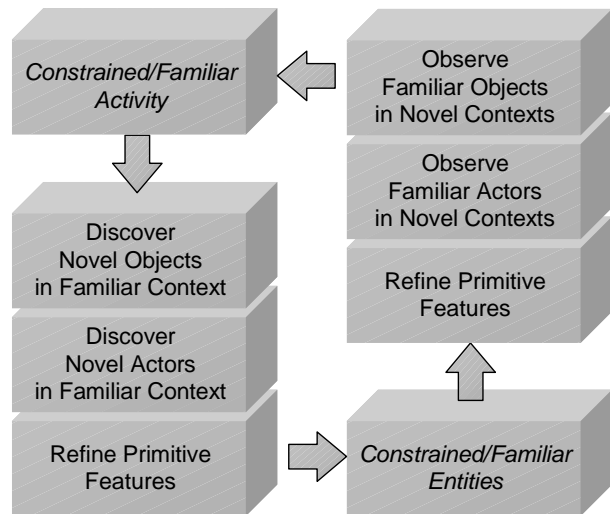 Constrained/Familiar
Activity
Discover
Novel Objects
in Familiar Context
Discover
Novel Actors
in Familiar Context
Refine Primitive
Features
Constrained/Familiar
Entities
Refine Primitive
Features
Observe
Familiar Actors
in Novel Contexts
Observe
Familiar Objects
in Novel Contexts